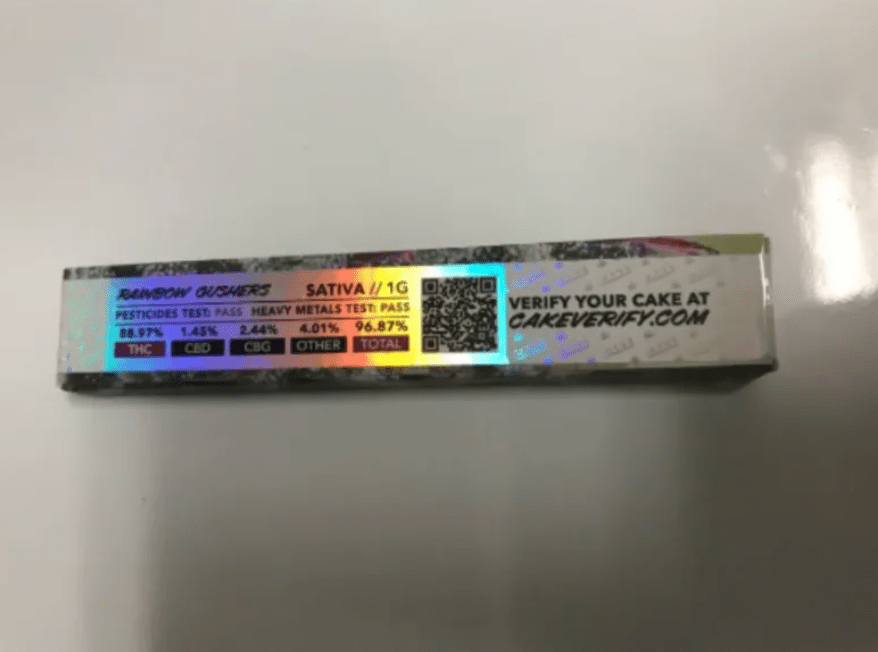 RAINBOW GUSHERS SATIVA // 1G
PESTICIDES TEST: PASS HEAVY METALS TEST: PASS
88.97% 1.45% 2.44% 4.01% 96.87%
THC CBD CBG OTHER TOTAL
VERIFY YOUR CAKE AT
CAKEVERIFY.COM